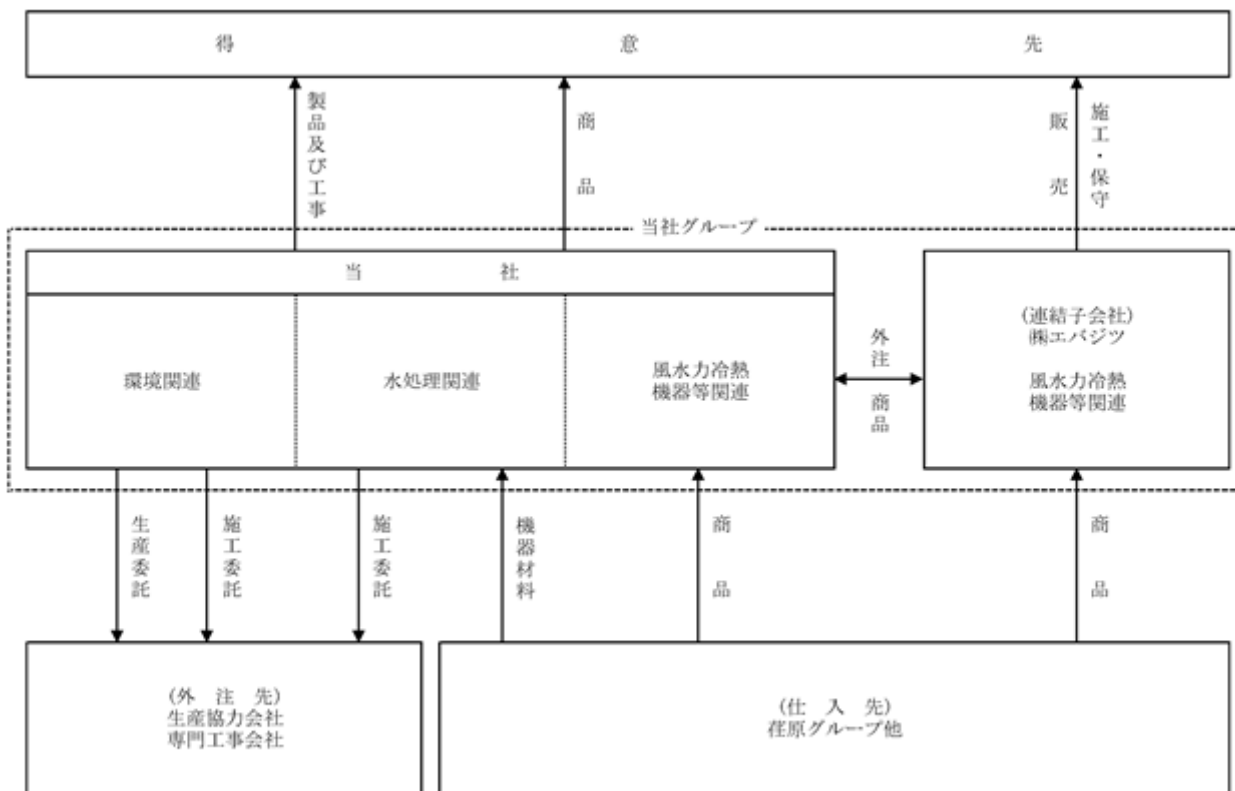 得意先
製品及び工事
商品
販売
施工・保守
当社グループ
当社
環境関連
水処理関連
風水力冷熱
機器等関連
外注
商品
(連結子会社)
㈱エバジツ
風水力冷熱
機器等関連
生産委託
施工委託
施工委託
機器材料
商品
商品
(外注先)
生産協力会社
専門工事会社
(仕入先)
荏原グループ他